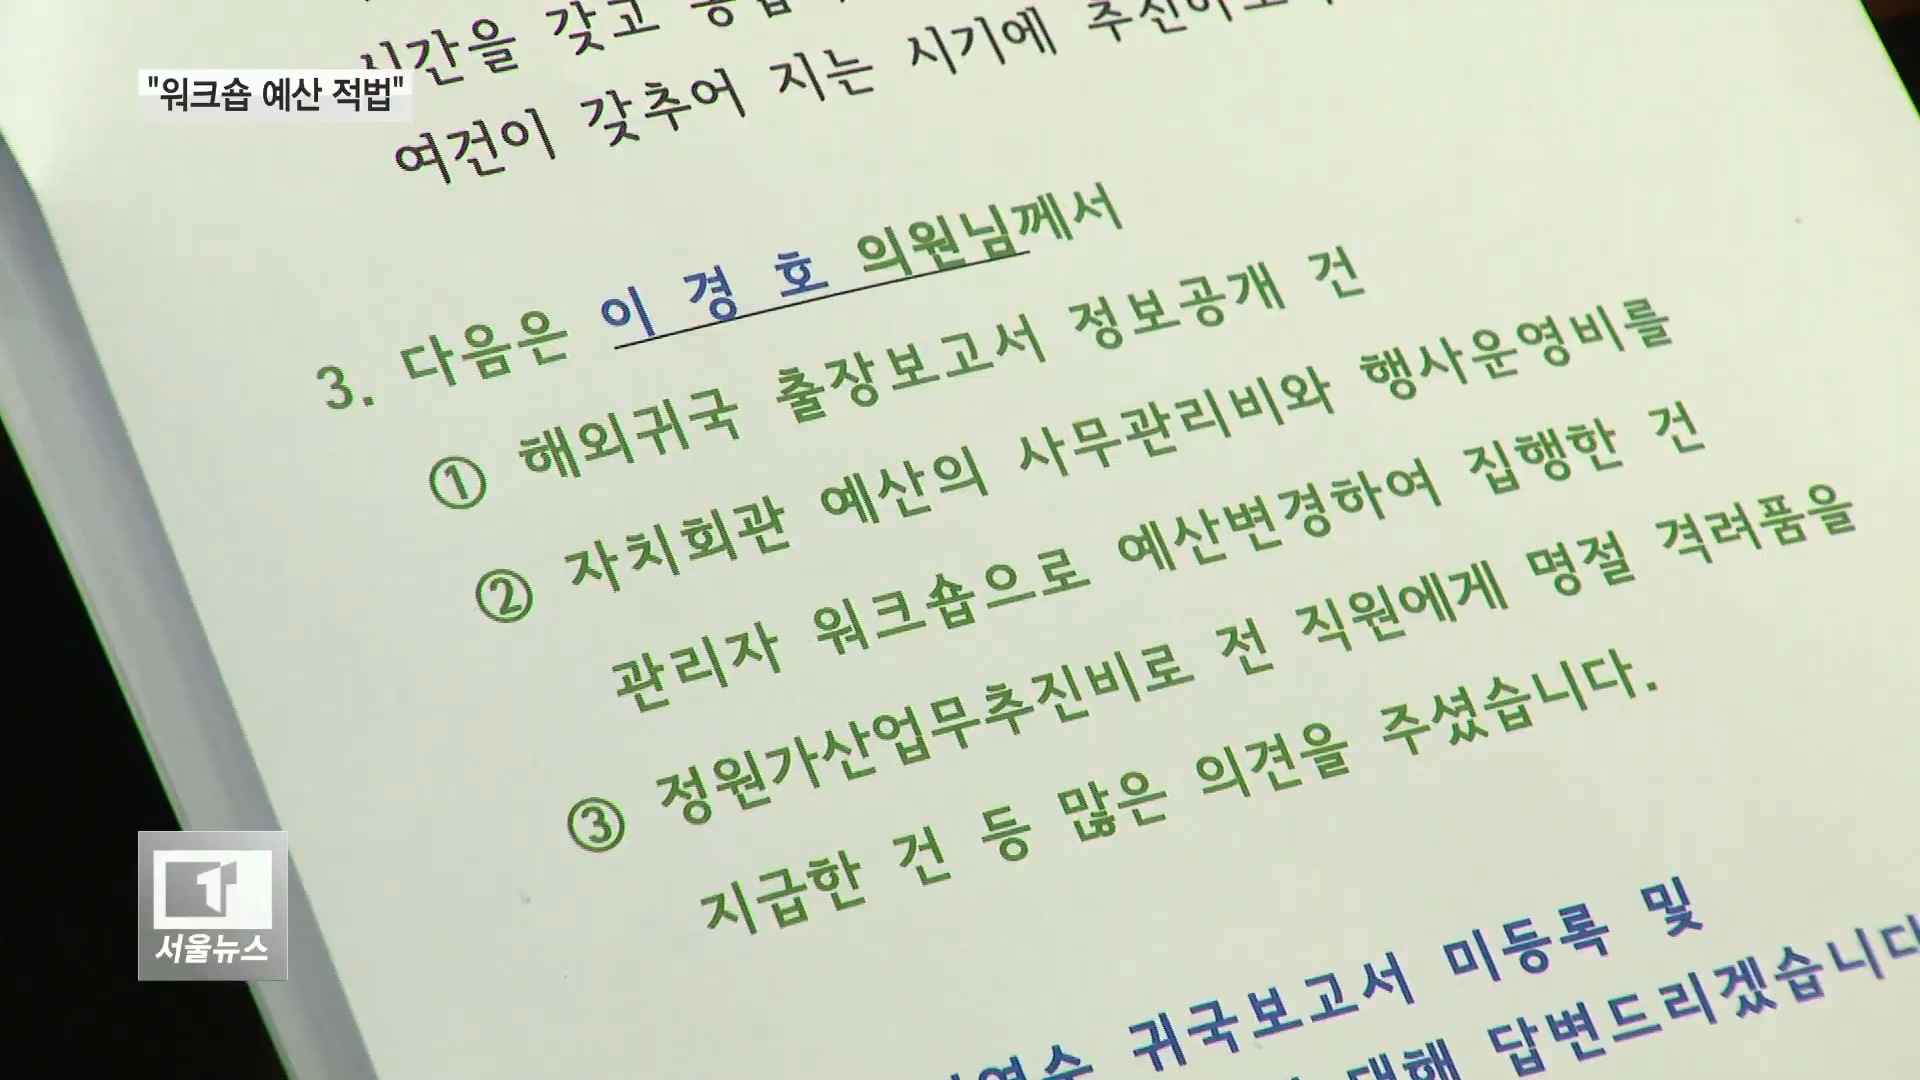 시간을 갖고
여건이 갖추어 지는 시기에
"워크숍 예산 적법"
3. 다음은 이 경 호 의원님께서
① 해외귀국 출장보고서 정보공개 건
② 자치회관 예산의 사무관리비와 행사운영비를
관리자 워크숍으로 예산변경하여 집행한 건
③ 정원가산업무추진비로 전 직원에게 명절 격려품을
지급한 건 등 많은 의견을 주셨습니다.
귀국보고서 미등록 및
대해 답변드리겠습니다
서울뉴스